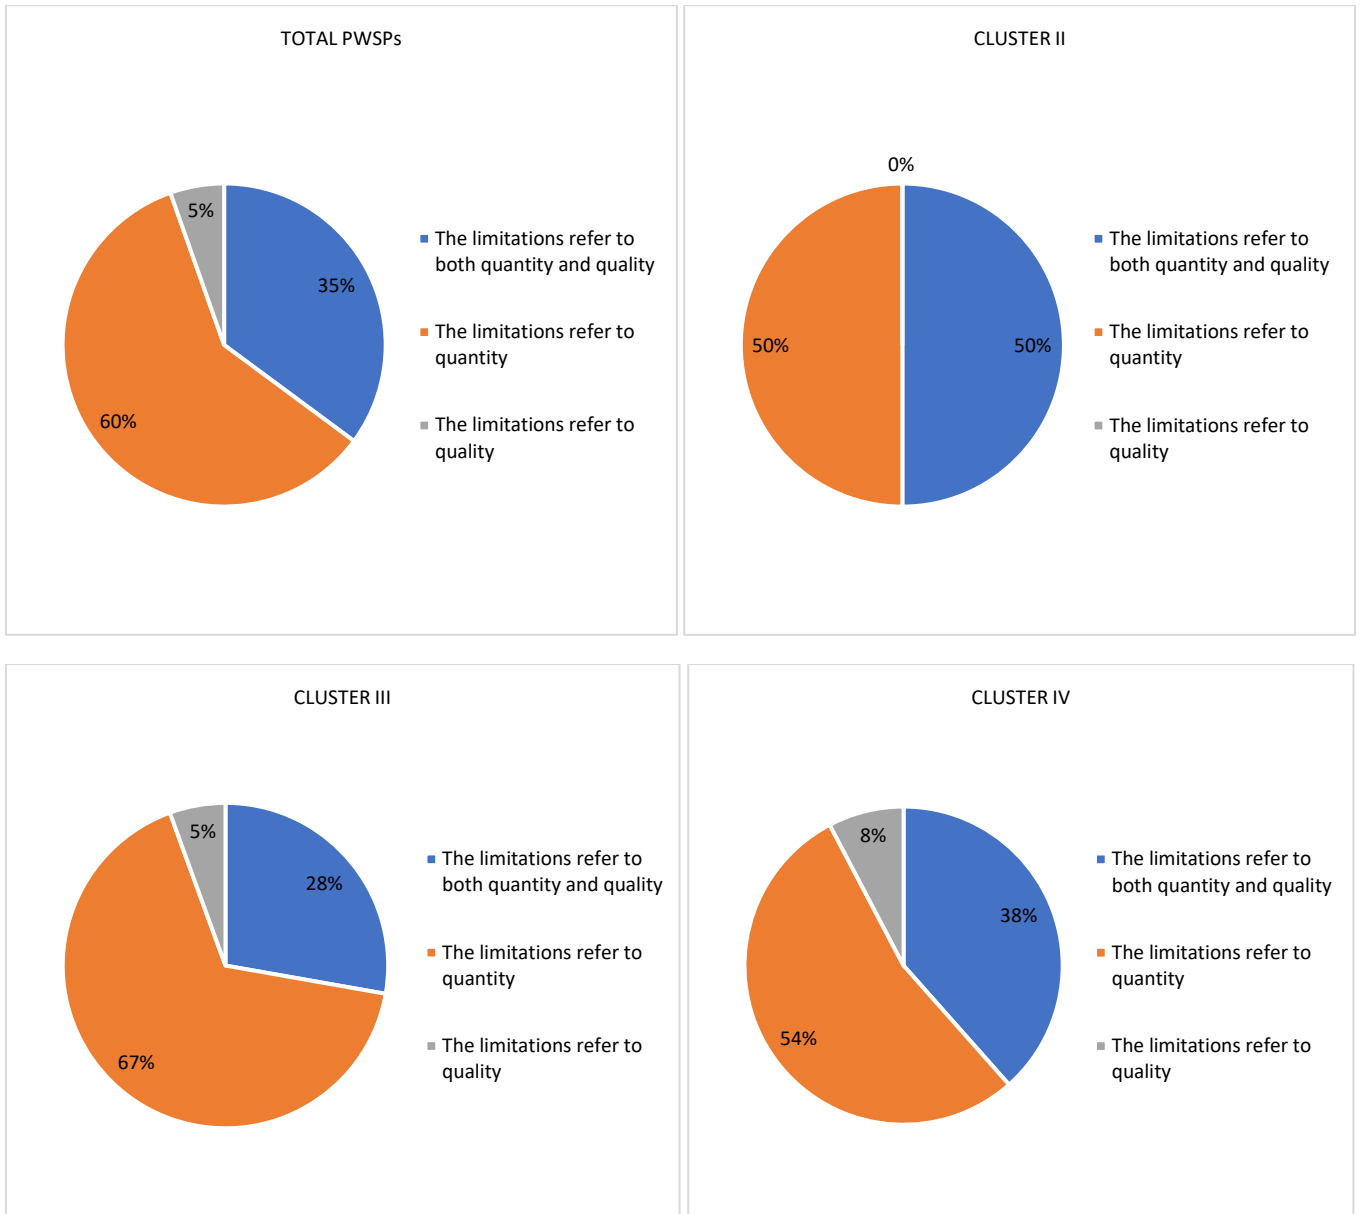 TOTAL PWSPs
5%
35%
60%
The limitations refer to
both quantity and quality
The limitations refer to
quantity
The limitations refer to
quality
CLUSTER II
0%
50%
50%
The limitations refer to
both quantity and quality
The limitations refer to
quantity
The limitations refer to
quality
CLUSTER III
5%
28%
67%
The limitations refer to
both quantity and quality
The limitations refer to
quantity
The limitations refer to
quality
CLUSTER IV
8%
38%
54%
The limitations refer to
both quantity and quality
The limitations refer to
quantity
The limitations refer to
quality